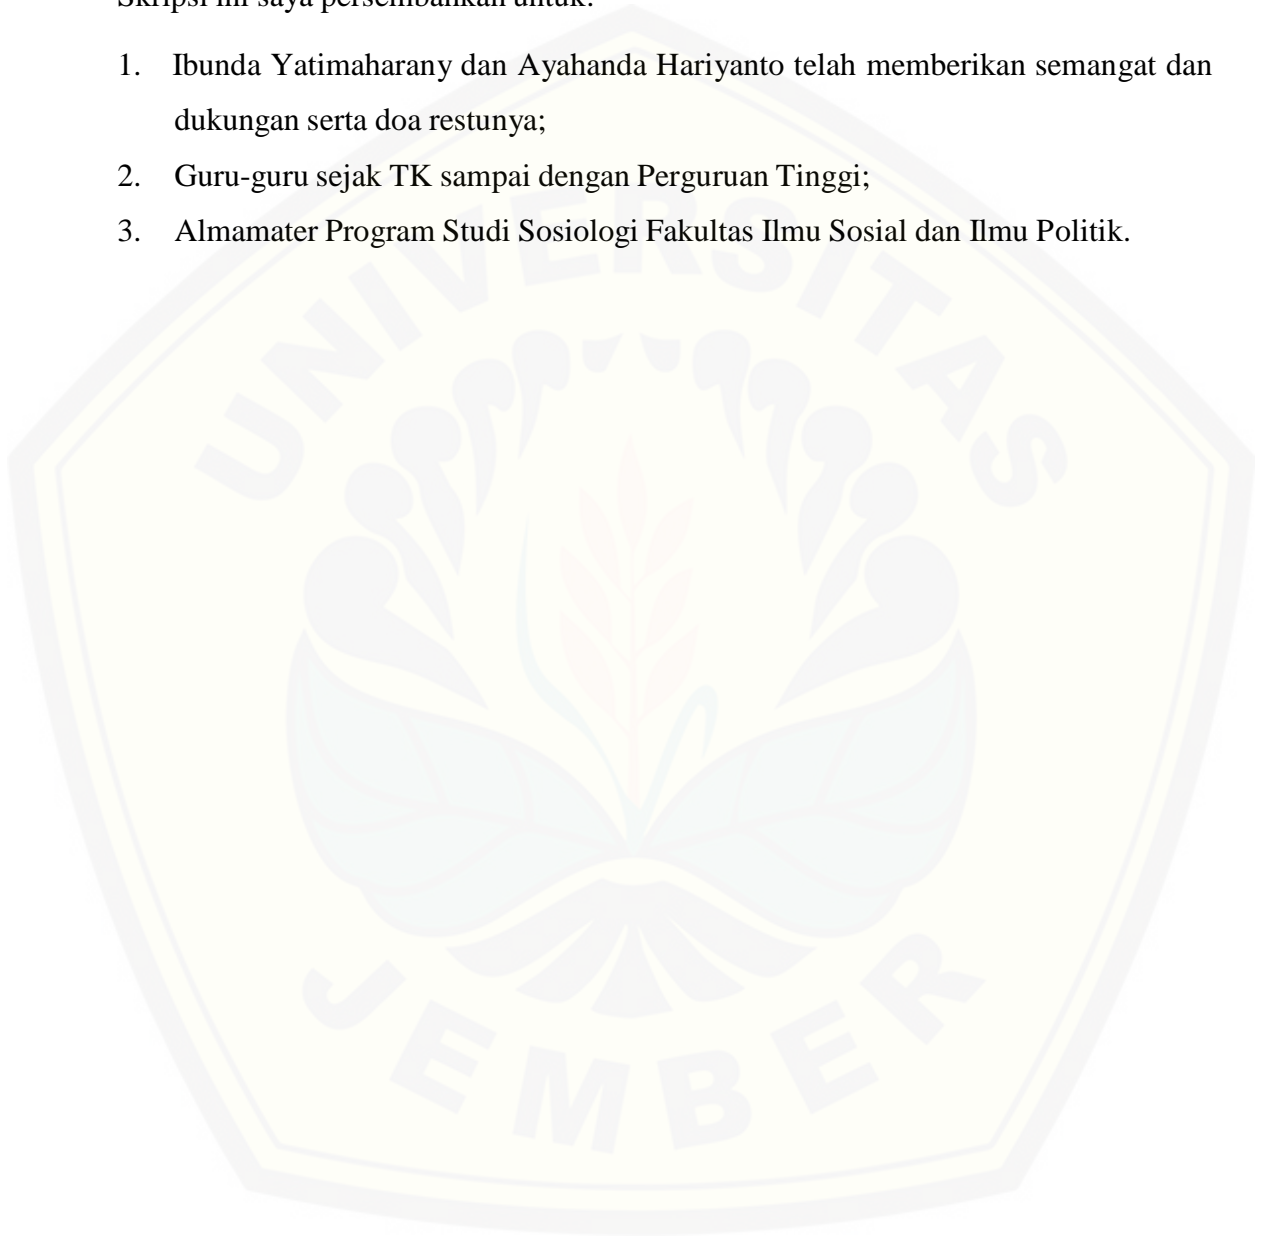 Skripsi ini saya persembahkan untuk:
1. Ibunda Yatimaharany dan Ayahanda Hariyanto telah memberikan semangat dan
dukungan serta doa restunya;
2. Guru-guru sejak TK sampai dengan Perguruan Tinggi;
3. Almamater Program Studi Sosiologi Fakultas Ilmu Sosial dan Ilmu Politik.
UNIVERSITAS
JEMBER